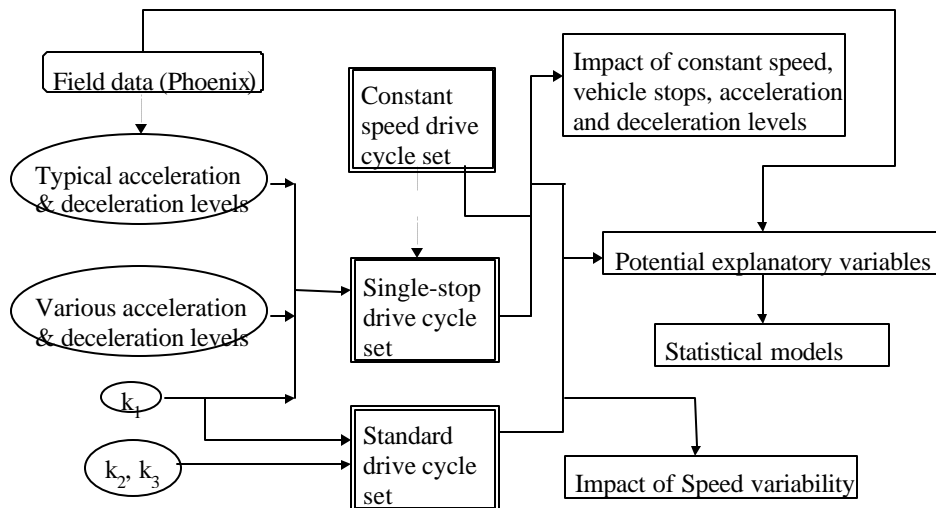 Field data (Phoenix)
Typical acceleration
& deceleration levels
Various acceleration
& deceleration levels
k₁
k₂, k₃
Constant
speed drive
cycle set
Single-stop
drive cycle
set
Standard
drive cycle
set
Impact of constant speed,
vehicle stops, acceleration
and deceleration levels
Potential explanatory variables
Statistical models
Impact of Speed variability